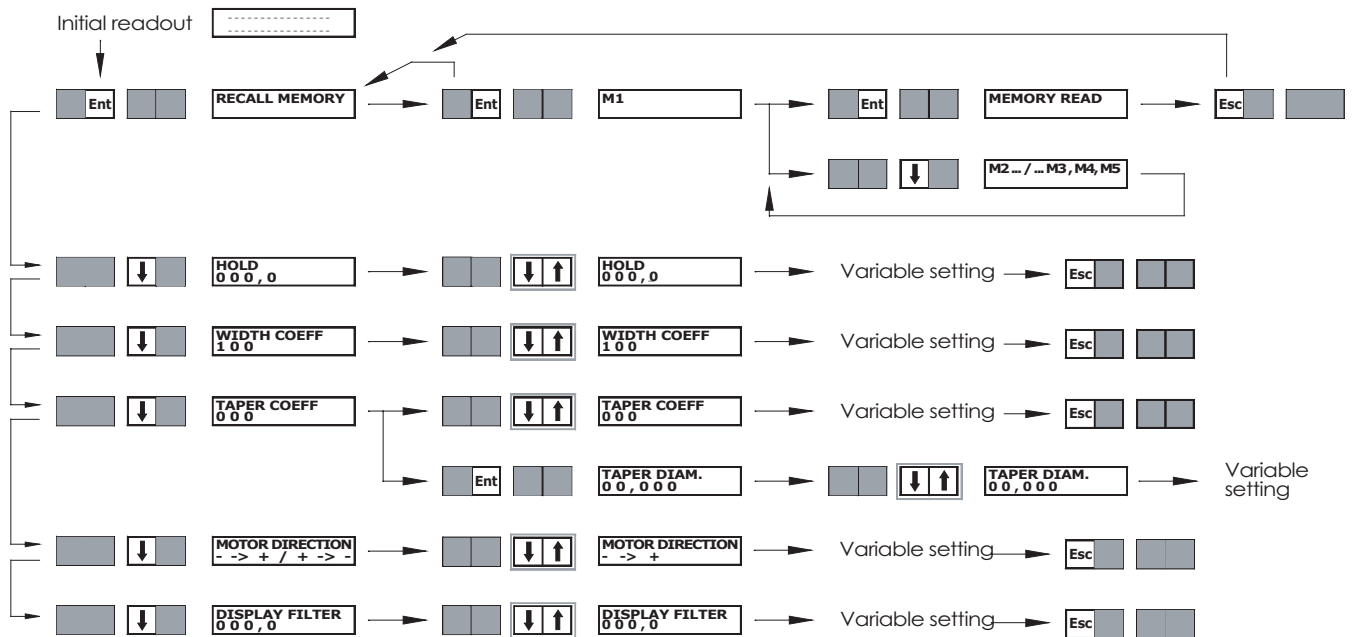 Initial readout
Ent RECALL MEMORY Ent M1 Ent MEMORY READ Esc
↓ M2.../...M3,M4,M5
↓ HOLD ↓ ↑ HOLD Variable setting Esc
000,0 000,0
↓ WIDTH COEFF ↓ ↑ WIDTH COEFF Variable setting Esc
100 100
↓ TAPER COEFF ↓ ↑ TAPER COEFF Variable setting Esc
000 000
Ent TAPER DIAM. ↓ ↑ TAPER DIAM. Variable
00,000 00,000 setting
↓ MOTOR DIRECTION ↓ ↑ MOTOR DIRECTION Variable setting Esc
- -> + / + -> - - -> +
↓ DISPLAY FILTER ↓ ↑ DISPLAY FILTER Variable setting Esc
000,0 000,0